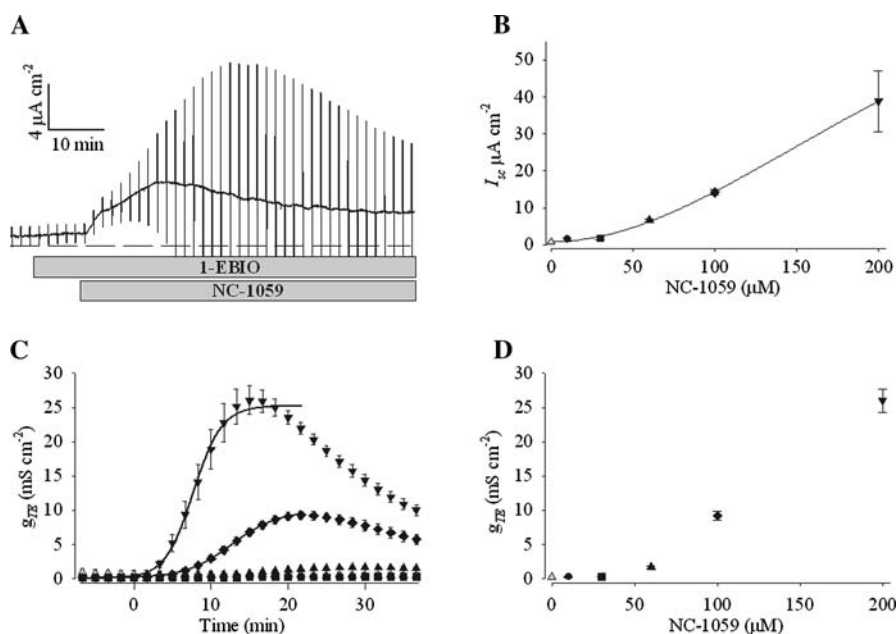 A
4 µA cm⁻²
10 min
1-EBIO
NC-1059
B
I_sc µA cm⁻²
50
40
30
20
10
0
0 50 100 150 200
NC-1059 (µM)
C
g_TE (mS cm⁻²)
30
25
20
15
10
5
0
0 10 20 30
Time (min)
D
g_TE (mS cm⁻²)
30
25
20
15
10
5
0
0 50 100 150 200
NC-1059 (µM)